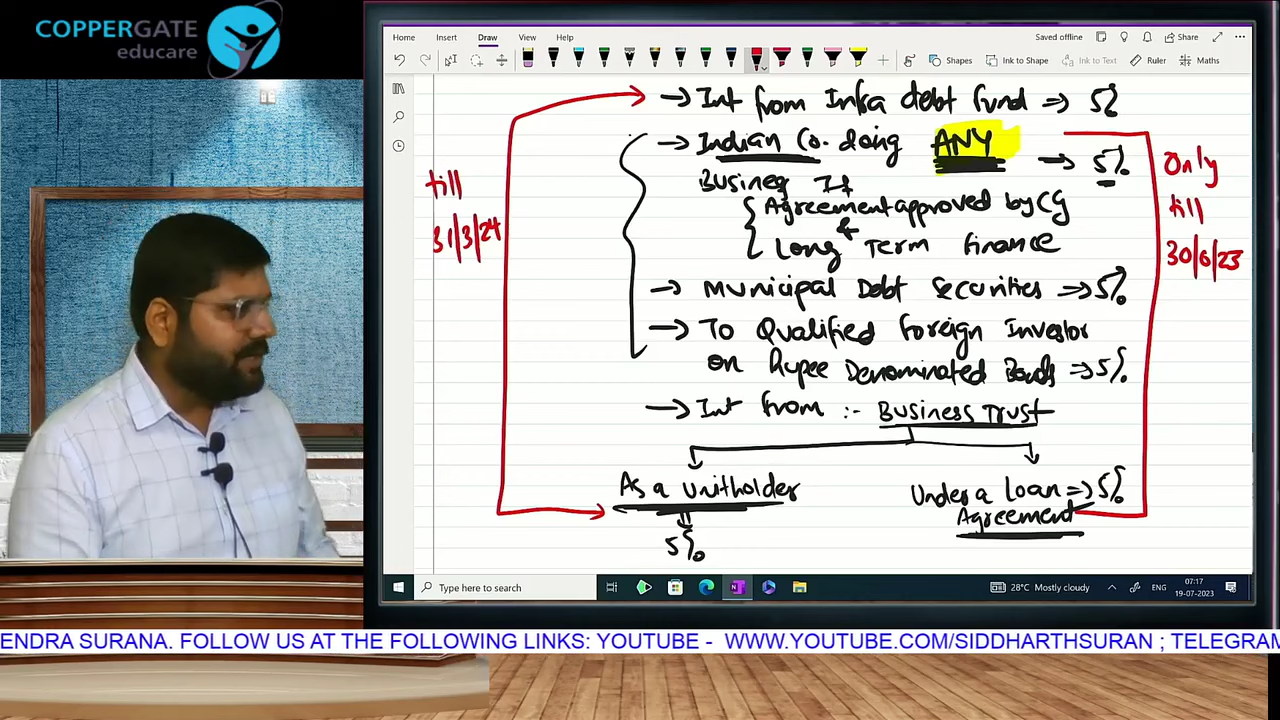 COPPERGATE
educare
Home Insert Draw View Help
Saved offline
Share
Shapes
Ink to Shape
Ink to Text
Ruler
Maths
→ Int from Infra debt fund => 5%
→ Indian Co. doing ANY → 5%
Business If
Agreement approved by CG
&
Long Term finance
→ Municipal Debt Securities => 5%
→ To Qualified Foreign Investor
on Rupee Denominated Bonds => 5%
→ Int from :- Business Trust
As a unitholder
5%
Under a loan => 5%
Agreement
till
31/3/24
Only
till
30/6/23
Type here to search
28°C Mostly cloudy
ENG
07:17
19-07-2023
ENDRA SURANA. FOLLOW US AT THE FOLLOWING LINKS: YOUTUBE - WWW.YOUTUBE.COM/SIDDHARTHSURAN ; TELEGRAM